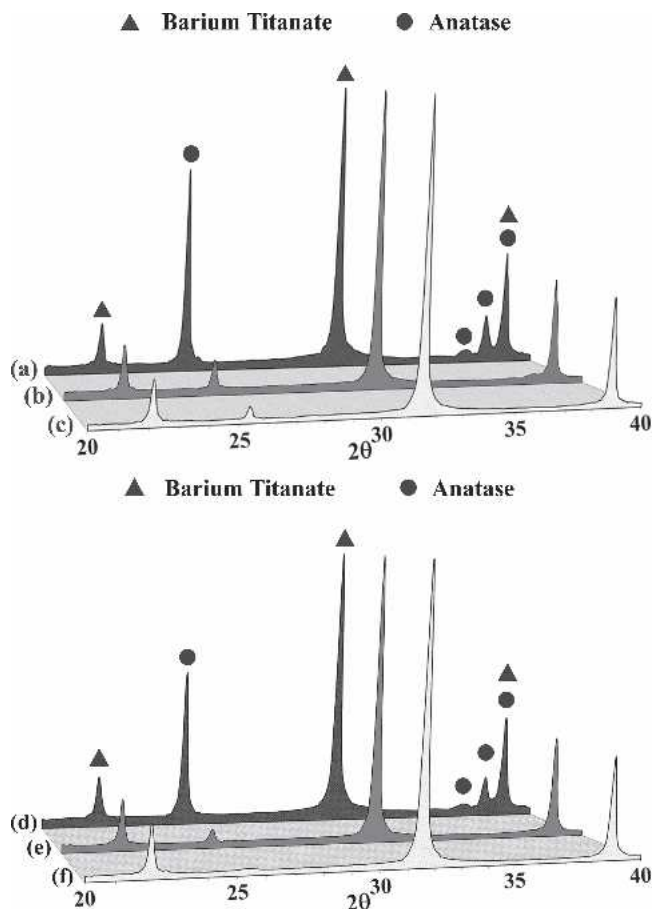 ▲ Barium Titanate ● Anatase
(a)
(b)
(c)
20 25 30 35 40
2θ
▲ Barium Titanate ● Anatase
(d)
(e)
(f)
20 25 30 35 40
2θ